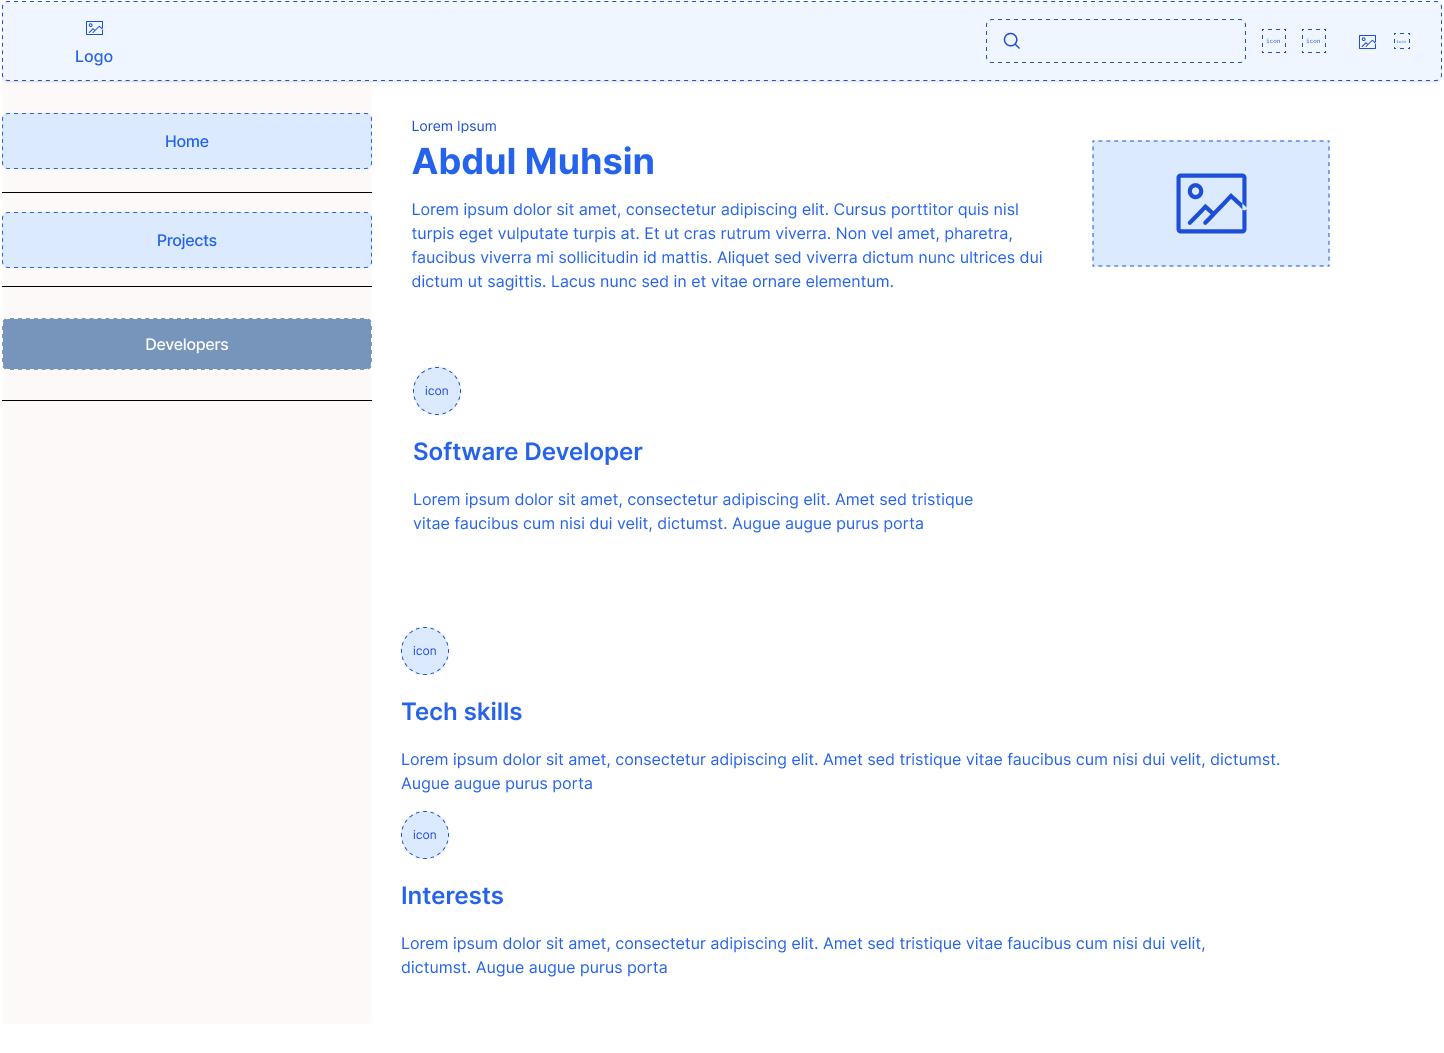 Logo
icon
icon
Home
Projects
Developers
Lorem Ipsum
Abdul Muhsin
Lorem ipsum dolor sit amet, consectetur adipiscing elit. Cursus porttitor quis nisl
turpis eget vulputate turpis at. Et ut cras rutrum viverra. Non vel amet, pharetra,
faucibus viverra mi sollicitudin id mattis. Aliquet sed viverra dictum nunc ultrices dui
dictum ut sagittis. Lacus nunc sed in et vitae ornare elementum.
icon
Software Developer
Lorem ipsum dolor sit amet, consectetur adipiscing elit. Amet sed tristique
vitae faucibus cum nisi dui velit, dictumst. Augue augue purus porta
icon
Tech skills
Lorem ipsum dolor sit amet, consectetur adipiscing elit. Amet sed tristique vitae faucibus cum nisi dui velit, dictumst.
Augue augue purus porta
icon
Interests
Lorem ipsum dolor sit amet, consectetur adipiscing elit. Amet sed tristique vitae faucibus cum nisi dui velit,
dictumst. Augue augue purus porta